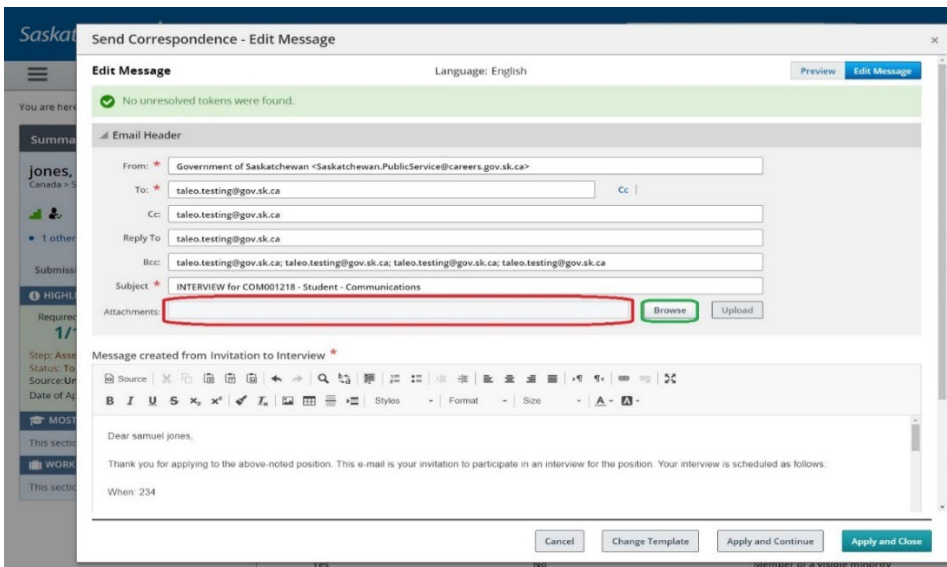 Saskat
Send Correspondence - Edit Message
Edit Message
Language: English
Preview
Edit Message
You are here
No unresolved tokens were found.
Summa
Email Header
jones,
Canada > S
From: * Government of Saskatchewan <Saskatchewan.PublicService@careers.gov.sk.ca>
To: * taleo.testing@gov.sk.ca Cc
Cc: taleo.testing@gov.sk.ca
• 1 other
Reply To taleo.testing@gov.sk.ca
Bcc: taleo.testing@gov.sk.ca; taleo.testing@gov.sk.ca; taleo.testing@gov.sk.ca; taleo.testing@gov.sk.ca
Submissi
Subject * INTERVIEW for COM001218 - Student - Communications
HIGHLI
Attachments: Browse Upload
Required
1/1
Step: Asse
Status: To
Source:Un
Date of Ap
Message created from Invitation to Interview *
Source
B I U S x₂ x² Tx Styles Format Size A A
MOST
This sectio
WORK
This sectio
Dear samuel jones,
Thank you for applying to the above-noted position. This e-mail is your invitation to participate in an interview for the position. Your interview is scheduled as follows:
When: 234
Cancel
Change Template
Apply and Continue
Apply and Close
Yes
No
Member of a visible minority